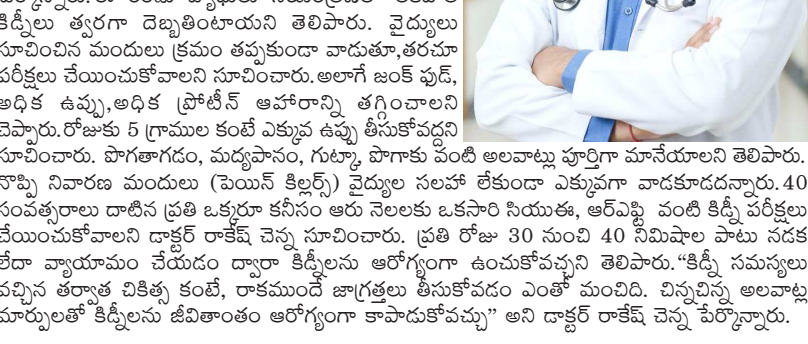 కిడ్నీలు త్వరగా దెబ్బతింటాయని తెలిపారు. వైద్యులు
సూచించిన మందులు క్రమం తప్పకుండా వాడుతూ,తరచూ
పరీక్షలు చేయించుకోవాలని సూచించారు.అలాగే జంక్ ఫుడ్,
అధిక ఉప్పు,అధిక ప్రోటీన్ ఆహారాన్ని తగ్గించాలని
చెప్పారు.రోజుకు 5 గ్రాముల కంటే ఎక్కువ ఉప్పు తీసుకోవద్దని
సూచించారు. పొగతాగడం, మద్యపానం, గుట్కా, పొగాకు వంటి అలవాట్లు పూర్తిగా మానేయాలని తెలిపారు.
నొప్పి నివారణ మందులు (పెయిన్ కిల్లర్స్) వైద్యుల సలహా లేకుండా ఎక్కువగా వాడకూడదన్నారు.40
సంవత్సరాలు దాటిన ప్రతి ఒక్కరూ కనీసం ఆరు నెలలకు ఒకసారి సియుఈ, ఆర్ఎఫ్టి వంటి కిడ్నీ పరీక్షలు
చేయించుకోవాలని డాక్టర్ రాకేష్ చెన్న సూచించారు. ప్రతి రోజు 30 నుంచి 40 నిమిషాల పాటు నడక
లేదా వ్యాయామం చేయడం ద్వారా కిడ్నీలను ఆరోగ్యంగా ఉంచుకోవచ్చని తెలిపారు.“కిడ్నీ సమస్యలు
వచ్చిన తర్వాత చికిత్స కంటే, రాకముందే జాగ్రత్తలు తీసుకోవడం ఎంతో మంచిది. చిన్నచిన్న అలవాట్ల
మార్పులతో కిడ్నీలను జీవితాంతం ఆరోగ్యంగా కాపాడుకోవచ్చు” అని డాక్టర్ రాకేష్ చెన్న పేర్కొన్నారు.